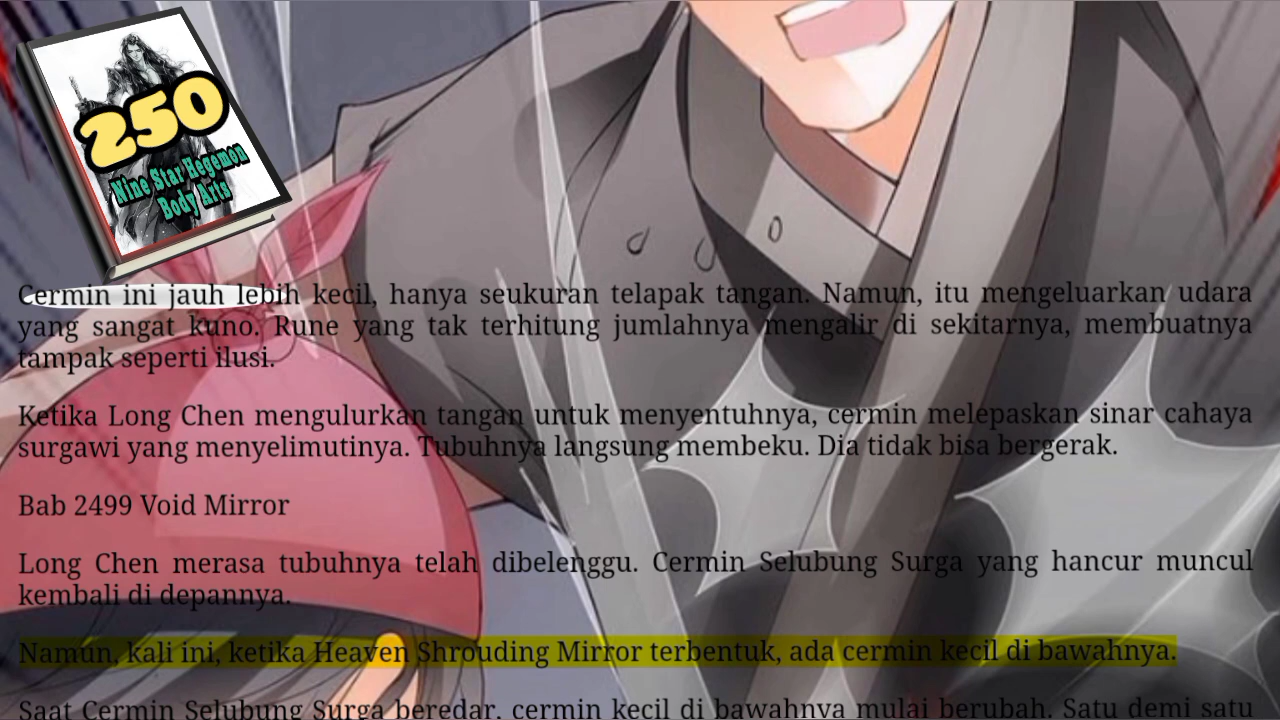 250
Nine Star Hegemon
Body Arts
Cermin ini jauh lebih kecil, hanya seukuran telapak tangan. Namun, itu mengeluarkan udara
yang sangat kuno. Rune yang tak terhitung jumlahnya mengalir di sekitarnya, membuatnya
tampak seperti ilusi.
Ketika Long Chen mengulurkan tangan untuk menyentuhnya, cermin melepaskan sinar cahaya
surgawi yang menyelimutinya. Tubuhnya langsung membeku. Dia tidak bisa bergerak.
Bab 2499 Void Mirror
Long Chen merasa tubuhnya telah dibelenggu. Cermin Selubung Surga yang hancur muncul
kembali di depannya.
Namun, kali ini, ketika Heaven Shrouding Mirror terbentuk, ada cermin kecil di bawahnya.
Saat Cermin Selubung Surga beredar, cermin kecil di bawahnya mulai berubah. Satu demi satu